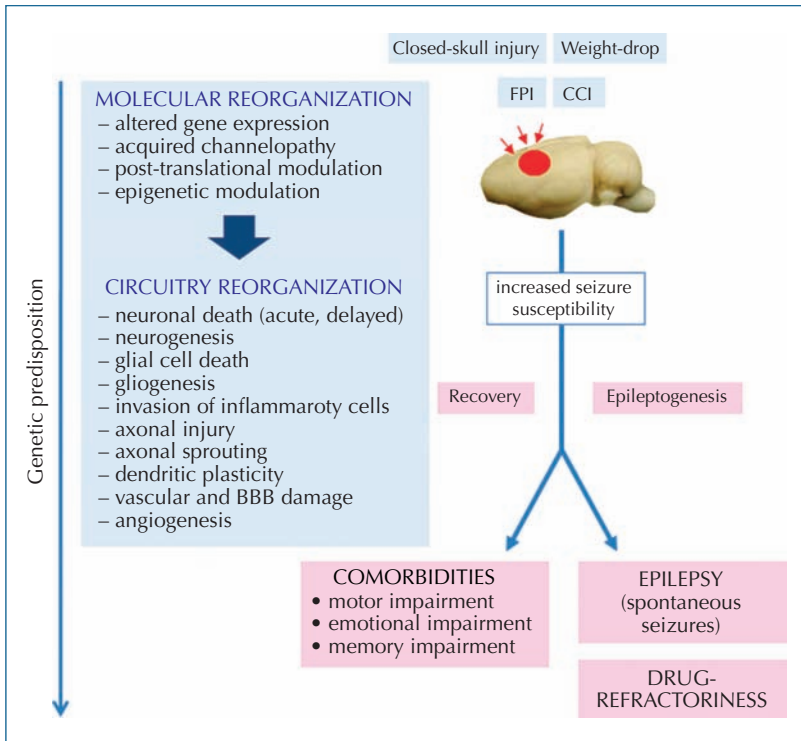 Closed-skull injury
Weight-drop
FPI
CCI
MOLECULAR REORGANIZATION
– altered gene expression
– acquired channelopathy
– post-translational modulation
– epigenetic modulation
CIRCUITRY REORGANIZATION
– neuronal death (acute, delayed)
– neurogenesis
– glial cell death
– gliogenesis
– invasion of inflammaroty cells
– axonal injury
– axonal sprouting
– dendritic plasticity
– vascular and BBB damage
– angiogenesis
Genetic predisposition
increased seizure
susceptibility
Recovery
Epileptogenesis
COMORBIDITIES
• motor impairment
• emotional impairment
• memory impairment
EPILEPSY
(spontaneous
seizures)
DRUG-
REFRACTORINESS